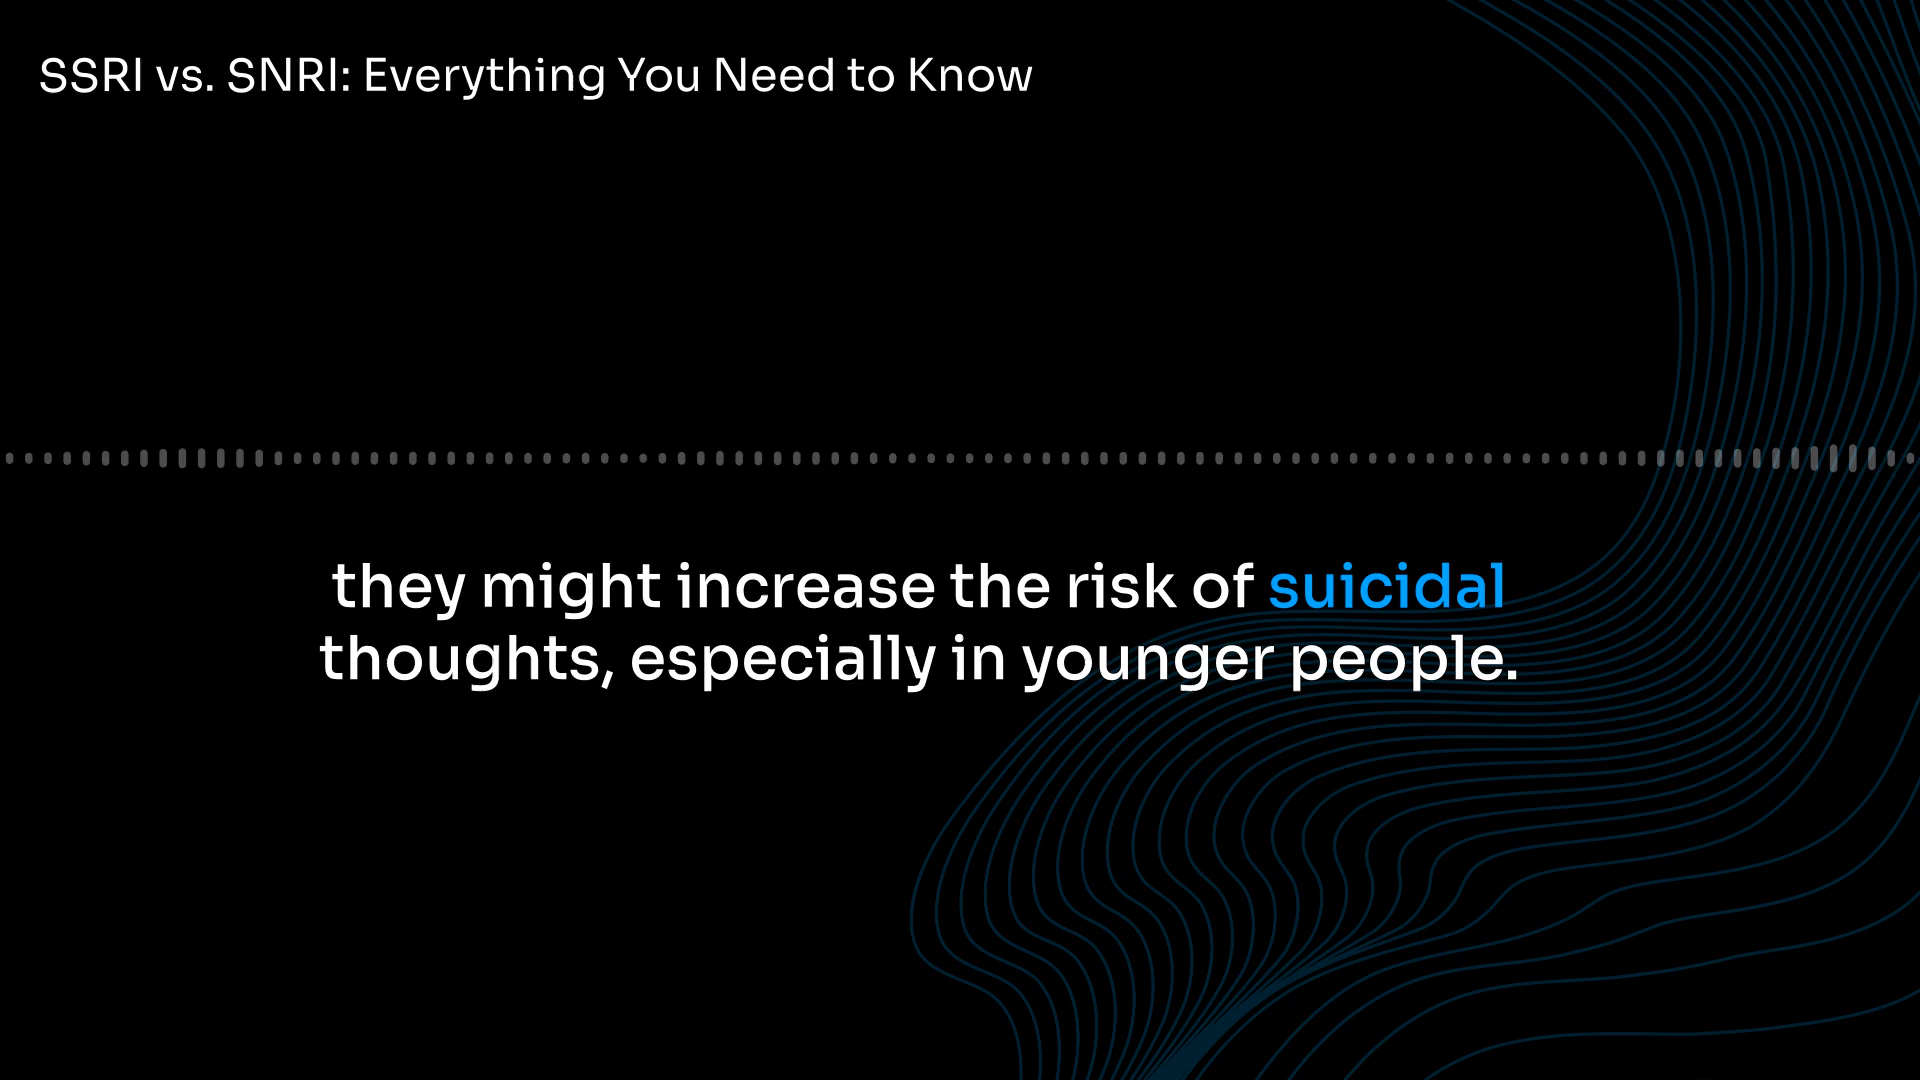 SSRI vs. SNRI: Everything You Need to Know
they might increase the risk of suicidal
thoughts, especially in younger people.